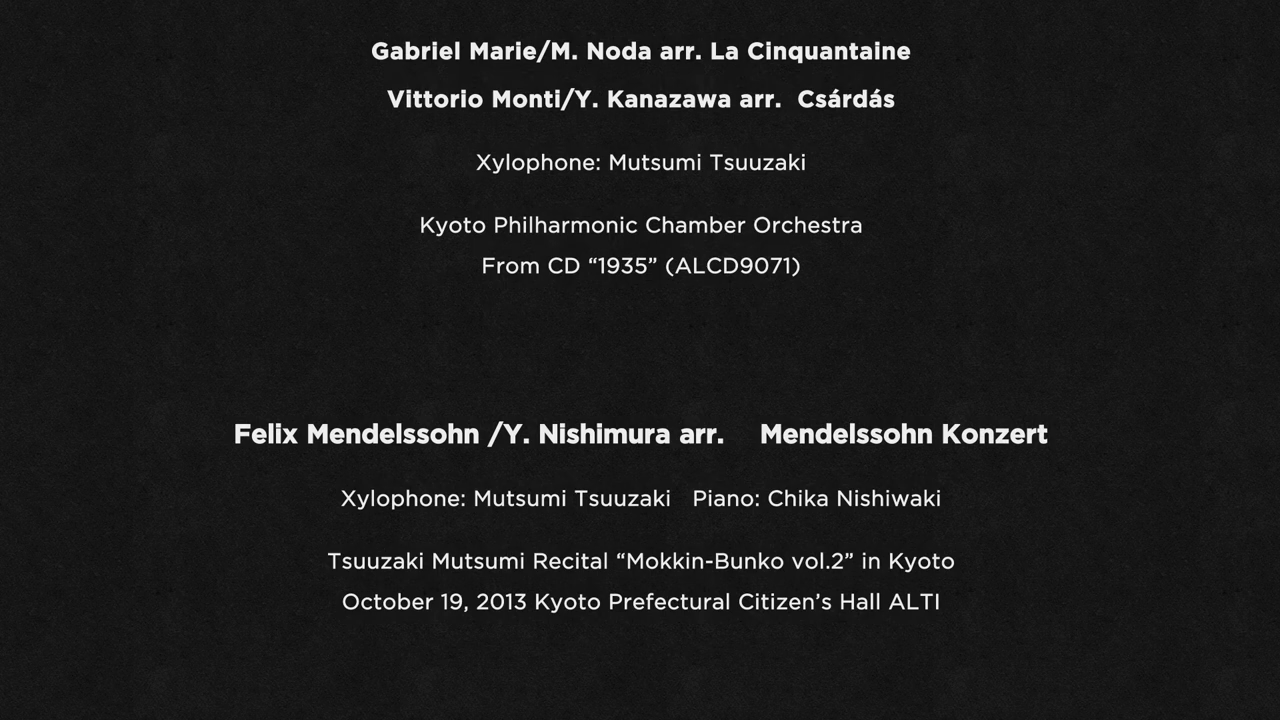 Gabriel Marie/M. Noda arr. La Cinquantaine
Vittorio Monti/Y. Kanazawa arr.  Csárdás
Xylophone: Mutsumi Tsuuzaki
Kyoto Philharmonic Chamber Orchestra
From CD “1935” (ALCD9071)
Felix Mendelssohn /Y. Nishimura arr.    Mendelssohn Konzert
Xylophone: Mutsumi Tsuuzaki   Piano: Chika Nishiwaki
Tsuuzaki Mutsumi Recital “Mokkin-Bunko vol.2” in Kyoto
October 19, 2013 Kyoto Prefectural Citizen’s Hall ALTI